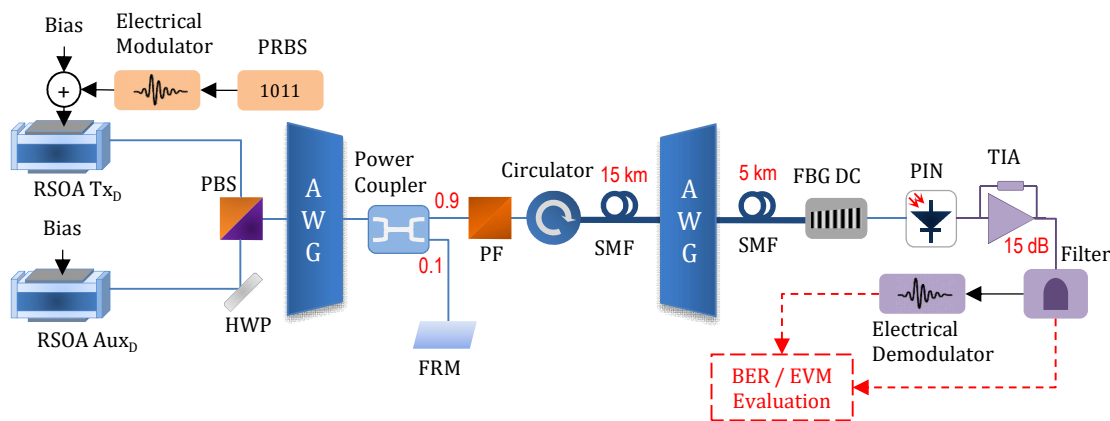 Bias
Electrical
Modulator
PRBS
1011
+
RSOA TxD
PBS
Bias
RSOA AuxD
HWP
A
W
G
Power
Coupler
0.9
0.1
FRM
PF
Circulator
15 km
SMF
A
W
G
5 km
SMF
FBG DC
PIN
TIA
15 dB
Filter
Electrical
Demodulator
BER / EVM
Evaluation